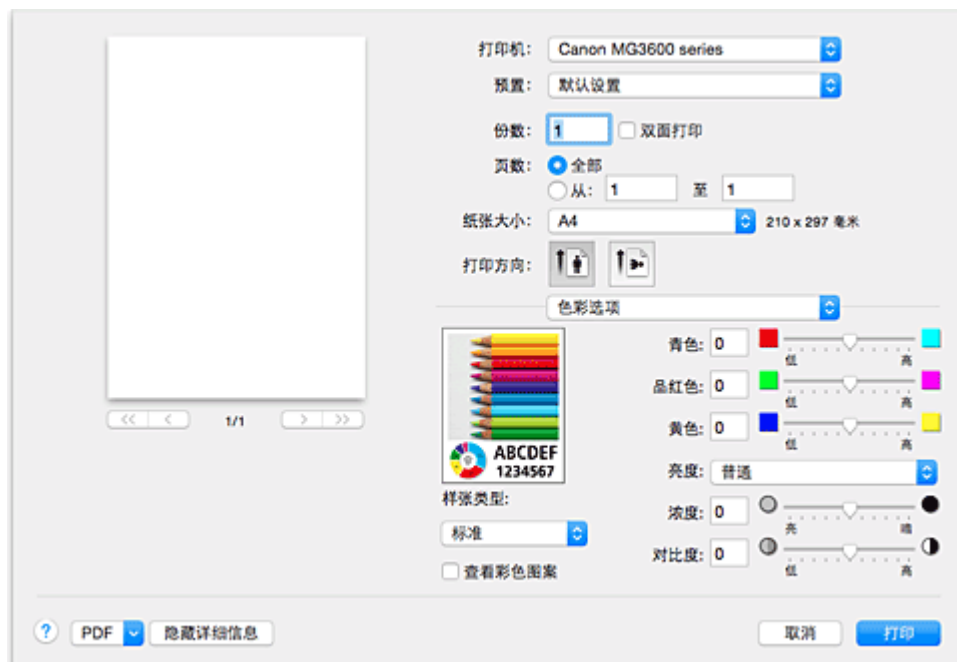 打印机: Canon MG3600 series
预置: 默认设置
份数: 1 双面打印
页数: 全部
从: 1 至 1
纸张大小: A4 210 x 297 毫米
打印方向:
色彩选项
青色: 0
低 高
品红色: 0
低 高
黄色: 0
低 高
亮度: 普通
浓度: 0
亮 暗
对比度: 0
低 高
ABCDEF
1234567
样张类型:
标准
查看彩色图案
<< < 1/1 > >>
? PDF 隐藏详细信息 取消 打印